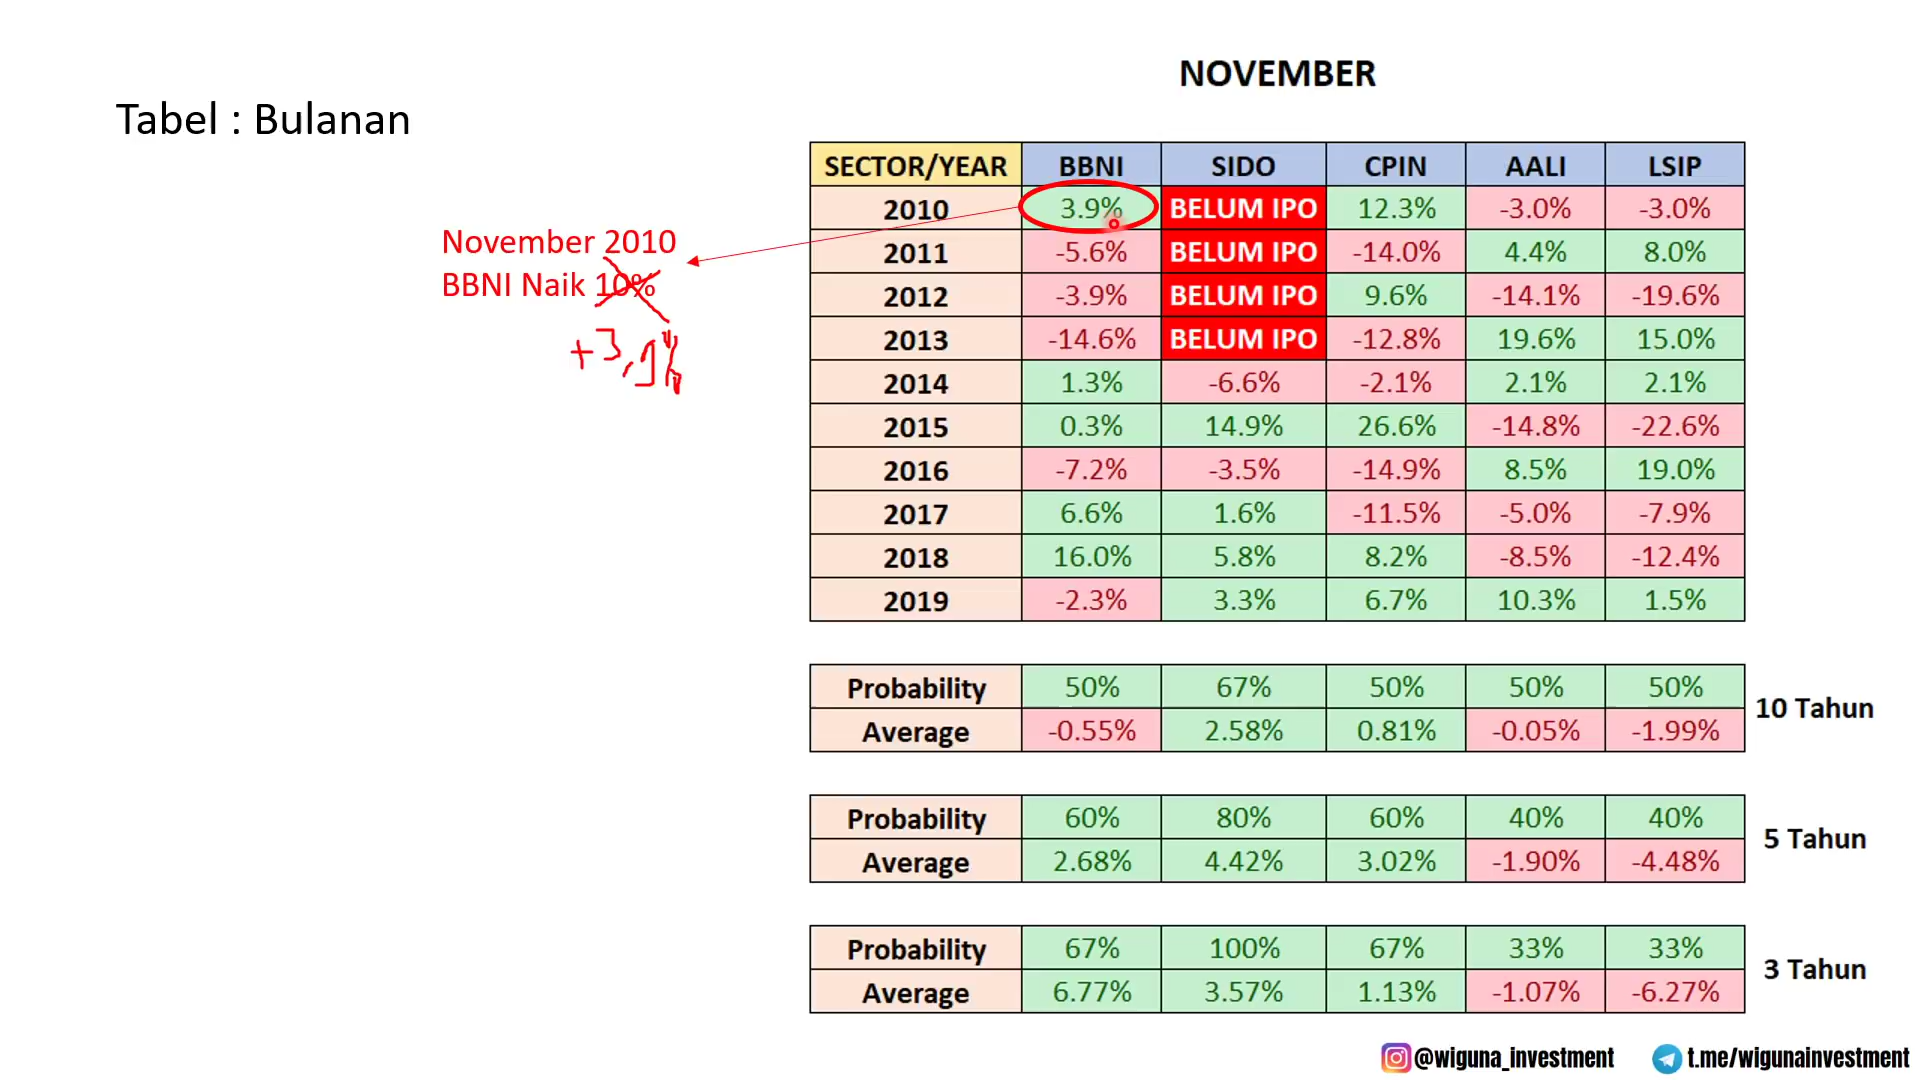 NOVEMBER
Tabel : Bulanan
SECTOR/YEAR BBNI SIDO CPIN AALI LSIP
2010 3.9% BELUM IPO 12.3% -3.0% -3.0%
November 2010
2011 -5.6% BELUM IPO -14.0% 4.4% 8.0%
BBNI Naik 10%
2012 -3.9% BELUM IPO 9.6% -14.1% -19.6%
2013 -14.6% BELUM IPO -12.8% 19.6% 15.0%
+3,9%
2014 1.3% -6.6% -2.1% 2.1% 2.1%
2015 0.3% 14.9% 26.6% -14.8% -22.6%
2016 -7.2% -3.5% -14.9% 8.5% 19.0%
2017 6.6% 1.6% -11.5% -5.0% -7.9%
2018 16.0% 5.8% 8.2% -8.5% -12.4%
2019 -2.3% 3.3% 6.7% 10.3% 1.5%
Probability 50% 67% 50% 50% 50%
10 Tahun
Average -0.55% 2.58% 0.81% -0.05% -1.99%
Probability 60% 80% 60% 40% 40%
5 Tahun
Average 2.68% 4.42% 3.02% -1.90% -4.48%
Probability 67% 100% 67% 33% 33%
3 Tahun
Average 6.77% 3.57% 1.13% -1.07% -6.27%
@wiguna_investment t.me/wigunainvestment